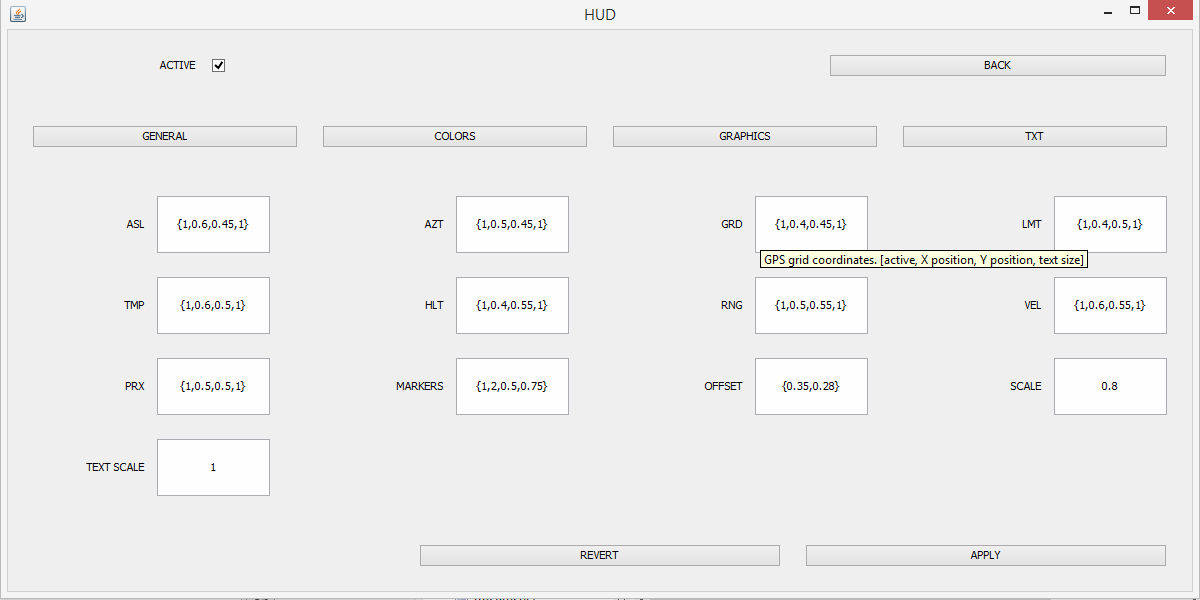 HUD
ACTIVE
BACK
GENERAL COLORS GRAPHICS TXT
ASL {1,0.6,0.45,1} AZT {1,0.5,0.45,1} GRD {1,0.4,0.45,1} LMT {1,0.4,0.5,1}
GPS grid coordinates. [active, X position, Y position, text size]
TMP {1,0.6,0.5,1} HLT {1,0.4,0.55,1} RNG {1,0.5,0.55,1} VEL {1,0.6,0.55,1}
PRX {1,0.5,0.5,1} MARKERS {1,2,0.5,0.75} OFFSET {0.35,0.28} SCALE 0.8
TEXT SCALE 1
REVERT APPLY